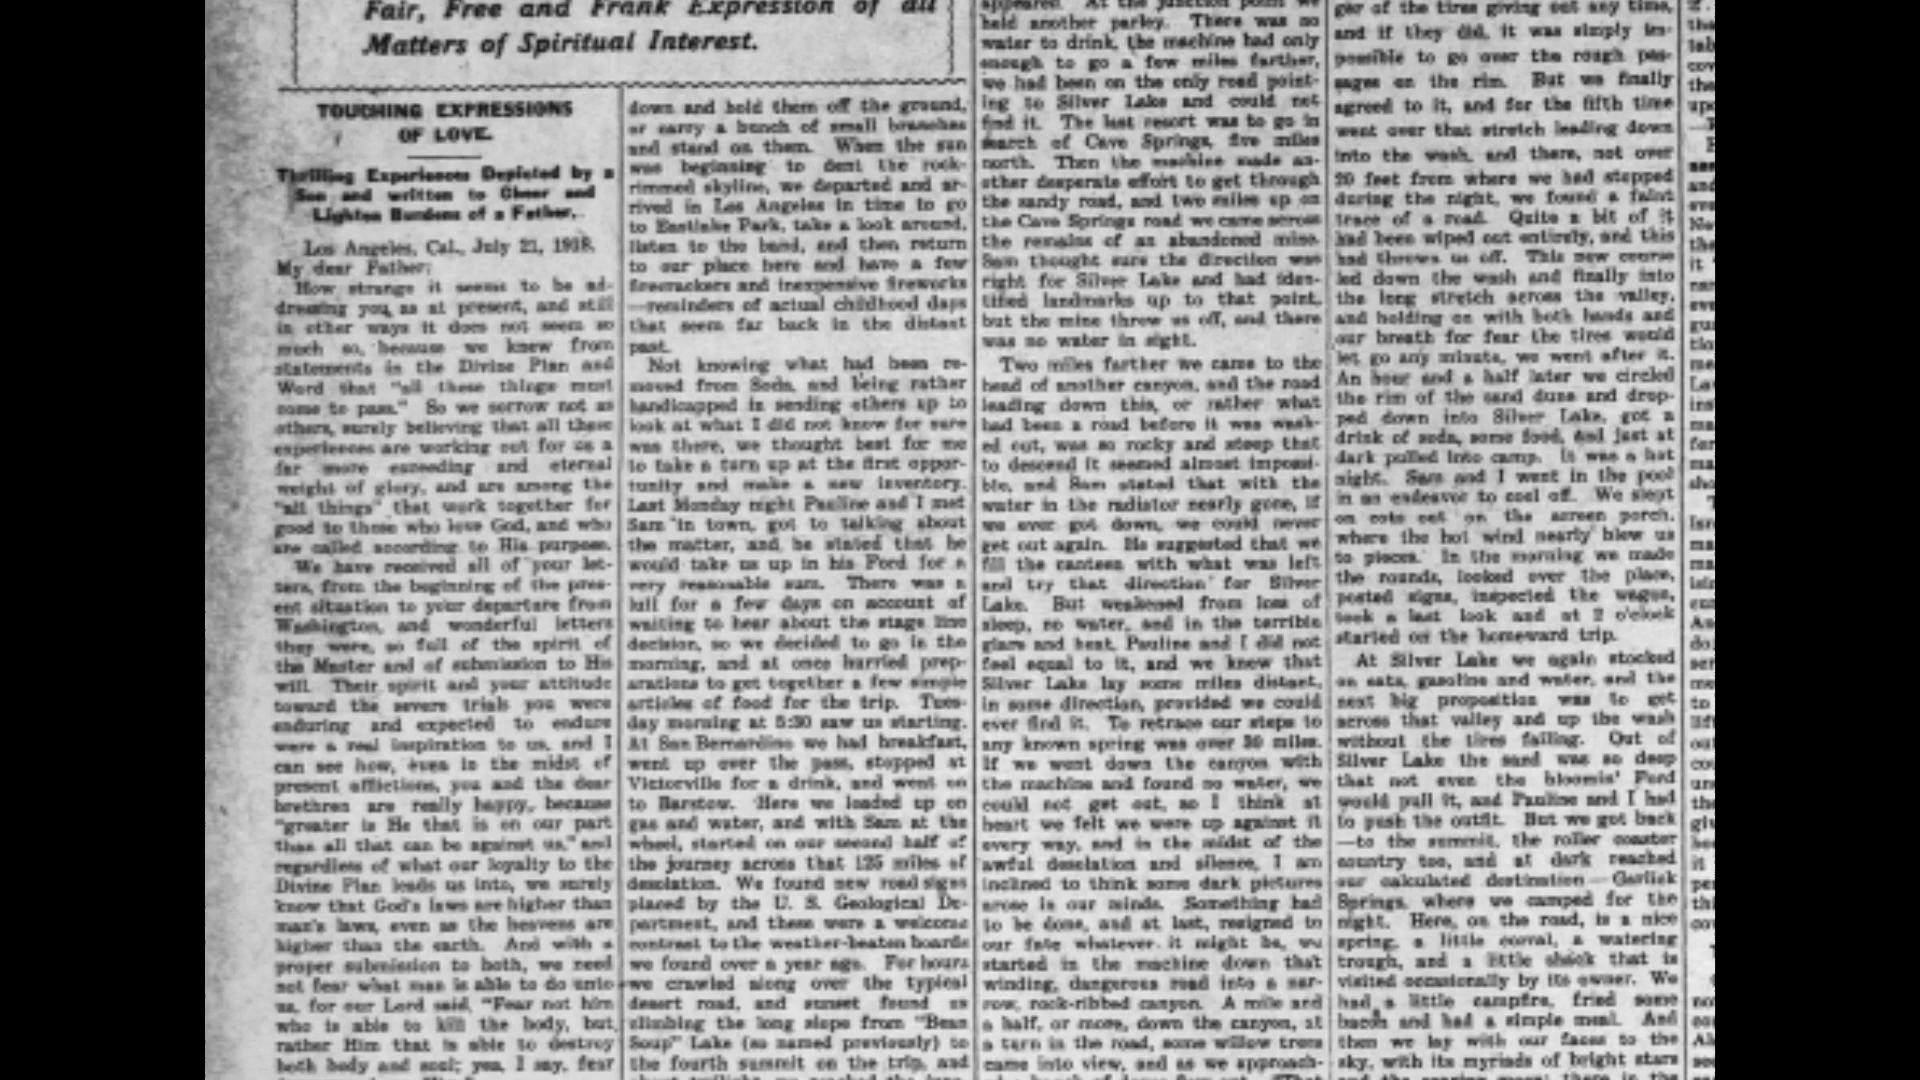 Fair, Free and Frank Expression of all
Matters of Spiritual Interest.
TOUCHING EXPRESSIONS
OF LOVE.
Thrilling Experiences Depicted by a
Son and written to Cheer and
Lighten Burdens of a Father.
Los Angeles, Cal., July 21, 1918.
My dear Father:
How strange it seems to be ad-
dressing you as at present, and still
in other ways it does not seem so
much so, because we knew from
statements in the Divine Plan and
Word that "all these things must
come to pass." So we sorrow not as
others, surely believing that all these
experiences are working out for us a
far more exceeding and eternal
weight of glory, and are among the
"all things" that work together for
good to those who love God, and who
are called according to His purpose.
We have received all of your let-
ters, from the beginning of the pres-
ent situation to your departure from
Washington, and wonderful letters
they were, so full of the spirit of
the Master and of submission to His
will. Their spirit and your attitude
toward the severe trials you were
enduring and expected to endure
were a real inspiration to us, and I
can see how, even in the midst of
present afflictions, you and the dear
brethren are really happy, because
"greater is He that is on our part
than all that can be against us," and
regardless of what our loyalty to the
Divine Plan leads us into, we surely
know that God's laws are higher than
man's laws, even as the heavens are
higher than the earth. And with a
proper submission to both, we need
not fear what man is able to do unto
us, for our Lord said, "Fear not him
who is able to kill the body, but
rather Him that is able to destroy
both body and soul; yea, I say, fear
down and hold them off the ground,
or carry a bunch of small branches
and stand on them. When the sun
was beginning to dent the rock-
rimmed skyline, we departed and ar-
rived in Los Angeles in time to go
to Eastlake Park, take a look around,
listen to the band, and then return
to our place here and have a few
firecrackers and inexpensive fireworks
—reminders of actual childhood days
that seem far back in the distant
past.
Not knowing what had been re-
moved from Soda, and being rather
handicapped in sending others up to
look at what I did not know for sure
was there, we thought best for me
to take a turn up at the first oppor-
tunity and make a new inventory.
Last Monday night Pauline and I met
Sam in town, got to talking about
the matter, and he stated that he
would take us up in his Ford for a
very reasonable sum. There was a
lull for a few days on account of
waiting to hear about the stage line
decision, so we decided to go in the
morning, and at once hurried prep-
arations to get together a few simple
articles of food for the trip. Tues-
day morning at 5:30 saw us starting.
At San Bernardino we had breakfast,
went up over the pass, stopped at
Victorville for a drink, and went on
to Barstow. Here we loaded up on
gas and water, and with Sam at the
wheel, started on our second half of
the journey across that 125 miles of
desolation. We found new road signs
placed by the U. S. Geological De-
partment, and these were a welcome
contrast to the weather-beaten boards
we found over a year ago. For hours
we crawled along over the typical
desert road, and sunset found us
climbing the long slope from "Bean
Soup" Lake (so named previously) to
the fourth summit on the trip, and
appeared. At the junction point we
held another parley. There was no
water to drink, the machine had only
enough to go a few miles farther,
we had been on the only road point-
ing to Silver Lake and could not
find it. The last resort was to go in
search of Cave Springs, five miles
north. Then the machine made an-
other desperate effort to get through
the sandy road, and two miles up on
the Cave Springs road we came across
the remains of an abandoned mine.
Sam thought sure the direction was
right for Silver Lake and had iden-
tified landmarks up to that point,
but the mine threw us off, and there
was no water in sight.
Two miles farther we came to the
head of another canyon, and the road
leading down this, or rather what
had been a road before it was wash-
ed out, was so rocky and steep that
to descend it seemed almost impossi-
ble, and Sam stated that with the
water in the radiator nearly gone, if
we ever got down, we could never
get out again. He suggested that we
fill the canteen with what was left
and try that direction for Silver
Lake. But weakened from loss of
sleep, no water, and in the terrible
glare and heat, Pauline and I did not
feel equal to it, and we knew that
Silver Lake lay some miles distant,
in some direction, provided we could
ever find it. To retrace our steps to
any known spring was over 30 miles.
If we went down the canyon with
the machine and found no water, we
could not get out, so I think at
heart we felt we were up against it
every way, and in the midst of the
awful desolation and silence, I am
inclined to think some dark pictures
arose in our minds. Something had
to be done, and at last, resigned to
our fate whatever it might be, we
started in the machine down that
winding, dangerous road into a nar-
row, rock-ribbed canyon. A mile and
a half, or more, down the canyon, at
a turn in the road, some willow trees
came into view, and as we approach-
ger of the tires giving out any time,
and if they did, it was simply im-
possible to go over the rough pas-
sages on the rim. But we finally
agreed to it, and for the fifth time
went over that stretch leading down
into the wash, and there, not over
20 feet from where we had stopped
during the night, we found a faint
trace of a road. Quite a bit of it
had been wiped out entirely, and this
had thrown us off. This new course
led down the wash and finally into
the long stretch across the valley,
and holding on with both hands and
our breath for fear the tires would
let go any minute, we went after it.
An hour and a half later we circled
the rim of the sand dune and drop-
ped down into Silver Lake, got a
drink of soda, some food, and just at
dark pulled into camp. It was a hot
night. Sam and I went in the pool
in an endeavor to cool off. We slept
on cots out on the screen porch,
where the hot wind nearly blew us
to pieces. In the morning we made
the rounds, looked over the place,
posted signs, inspected the wagon,
took a last look and at 2 o'clock
started on the homeward trip.
At Silver Lake we again stocked
on eats, gasoline and water, and the
next big proposition was to get
across that valley and up the wash
without the tires failing. Out of
Silver Lake the sand was so deep
that not even the bloomin' Ford
would pull it, and Pauline and I had
to push the outfit. But we got back
—to the summit, the roller coaster
country too, and at dark reached
our calculated destination—Garlick
Springs, where we camped for the
night. Here, on the road, is a nice
spring, a little corral, a watering
trough, and a little shack that is
visited occasionally by its owner. We
had a little campfire, fried some
bacon and had a simple meal. And
then we lay with our faces to the
sky, with its myriads of bright stars